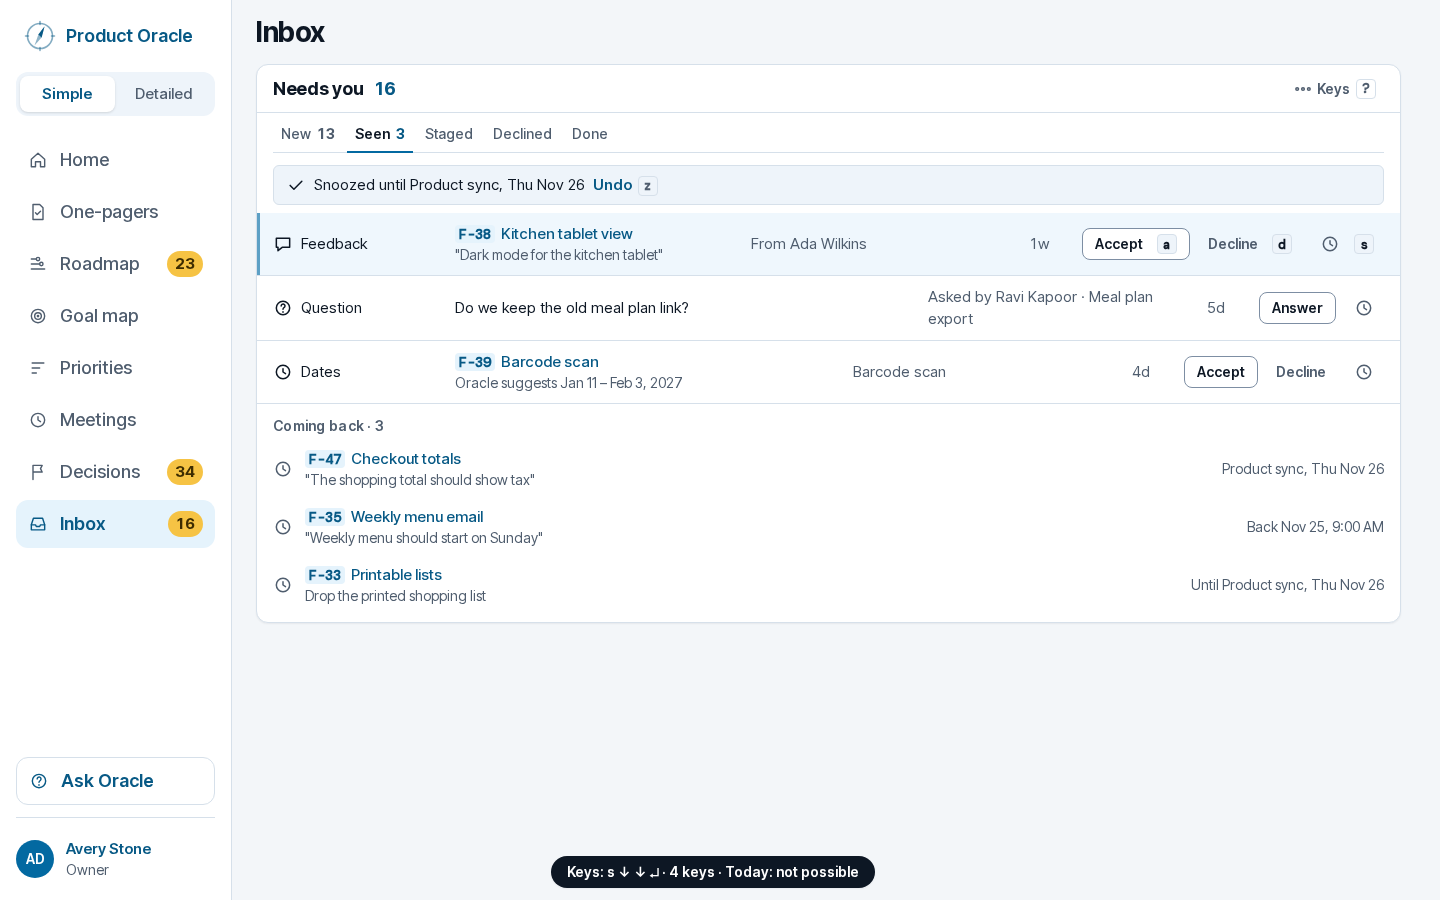 Product Oracle
Simple Detailed
Home
One-pagers
Roadmap 23
Goal map
Priorities
Meetings
Decisions 34
Inbox 16
Ask Oracle
AD
Avery Stone
Owner
Inbox
Needs you 16
Keys ?
New 13 Seen 3 Staged Declined Done
Snoozed until Product sync, Thu Nov 26 Undo z
Feedback
F-38 Kitchen tablet view
"Dark mode for the kitchen tablet"
From Ada Wilkins
1w
Accept a Decline d s
Question
Do we keep the old meal plan link?
Asked by Ravi Kapoor · Meal plan
export
5d
Answer
Dates
F-39 Barcode scan
Oracle suggests Jan 11 – Feb 3, 2027
Barcode scan
4d
Accept Decline
Coming back · 3
F-47 Checkout totals
"The shopping total should show tax"
Product sync, Thu Nov 26
F-35 Weekly menu email
"Weekly menu should start on Sunday"
Back Nov 25, 9:00 AM
F-33 Printable lists
Drop the printed shopping list
Until Product sync, Thu Nov 26
Keys: s ↓ ↓ ↵ · 4 keys · Today: not possible